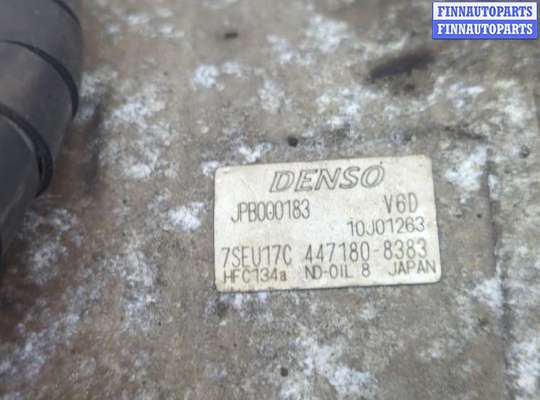 FINNAUTOPARTS
FINNAUTOPARTS
DENSO
JPB000183 V6D
10J01263
7SEU17C 447180-8383
HFC134a ND-OIL 8 JAPAN